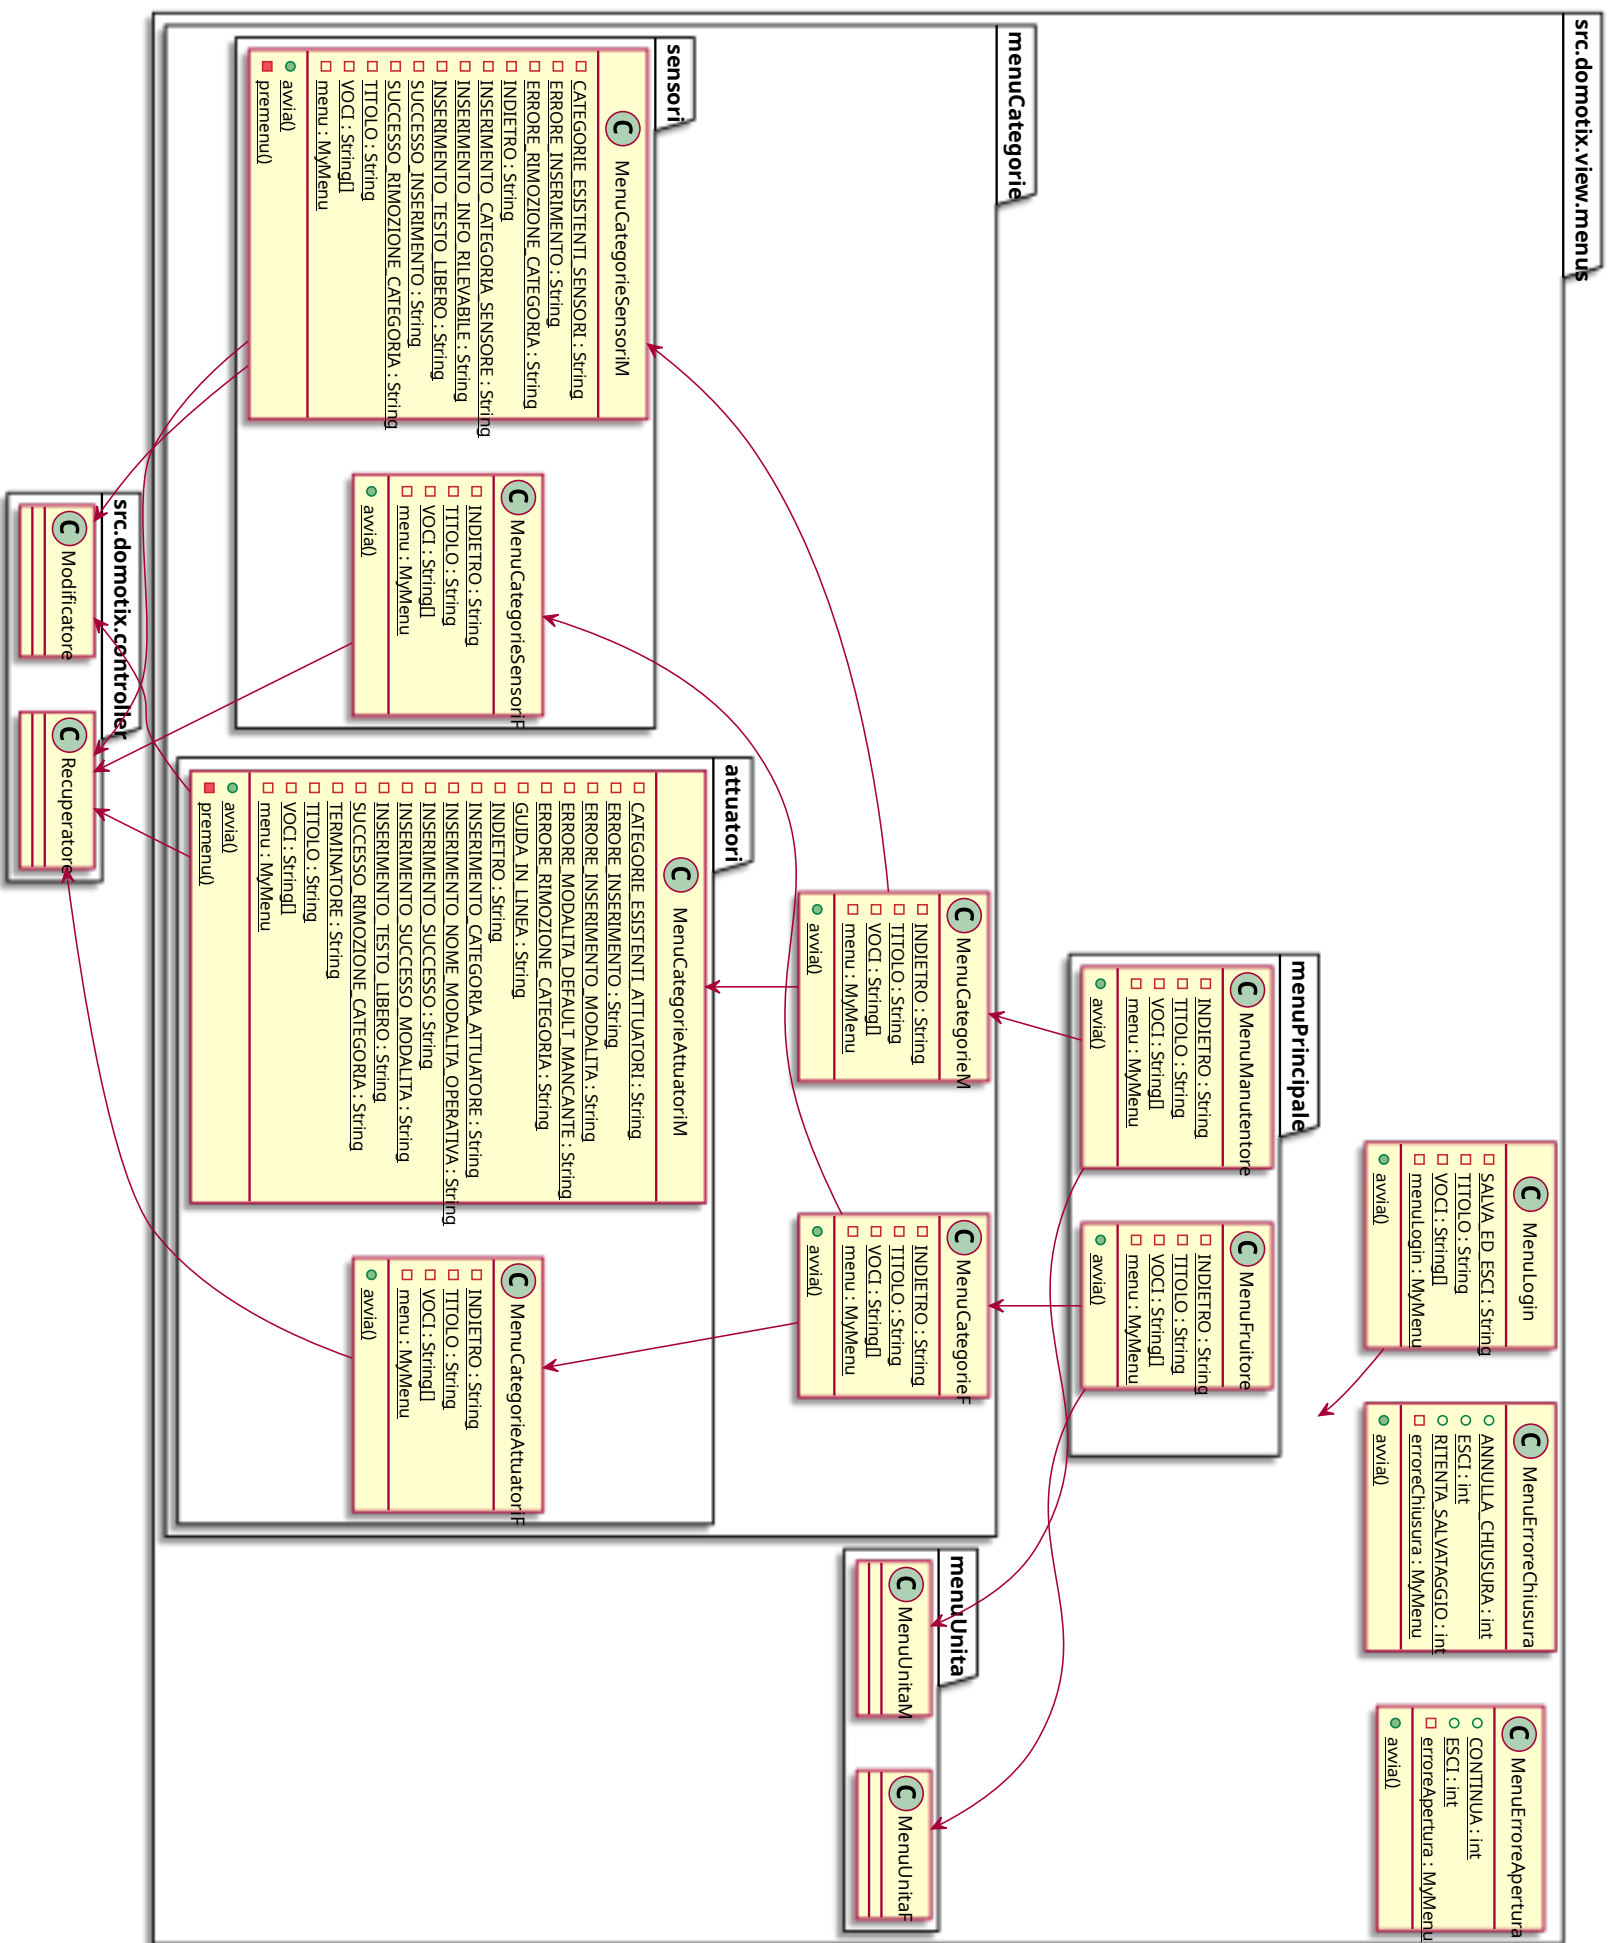 src.domotix.view.menus
MenuLogin
SALVA_ED_ESCI : String
TITOLO : String
VOCI : String[]
menuLogin : MyMenu
avvia()
MenuErroreChiusura
ANNULLA_CHIUSURA : int
ESCI : int
RITENTA_SALVATAGGIO : int
erroreChiusura : MyMenu
avvia()
MenuErroreApertura
CONTINUA : int
ESCI : int
erroreApertura : MyMenu
avvia()
menuPrincipale
MenuManutentore
INDIETRO : String
TITOLO : String
VOCI : String[]
menu : MyMenu
avvia()
MenuFruitore
INDIETRO : String
TITOLO : String
VOCI : String[]
menu : MyMenu
avvia()
menuCategorie
MenuCategorieM
INDIETRO : String
TITOLO : String
VOCI : String[]
menu : MyMenu
avvia()
MenuCategorieF
INDIETRO : String
TITOLO : String
VOCI : String[]
menu : MyMenu
avvia()
menuUnita
MenuUnitaM
MenuUnitaF
sensori
MenuCategorieSensoriM
CATEGORIE_ESISTENTI_SENSORI : String
ERRORE_INSERIMENTO : String
ERRORE_RIMOZIONE_CATEGORIA : String
INDIETRO : String
INSERIMENTO_CATEGORIA_SENSORE : String
INSERIMENTO_INFO_RILEVABILE : String
INSERIMENTO_TESTO_LIBERO : String
SUCCESSO_INSERIMENTO : String
SUCCESSO_RIMOZIONE_CATEGORIA : String
TITOLO : String
VOCI : String[]
menu : MyMenu
avvia()
premenu()
MenuCategorieSensoriF
INDIETRO : String
TITOLO : String
VOCI : String[]
menu : MyMenu
avvia()
attuatori
MenuCategorieAttuatoriM
CATEGORIE_ESISTENTI_ATTUATORI : String
ERRORE_INSERIMENTO : String
ERRORE_INSERIMENTO_MODALITA : String
ERRORE_MODALITA_DEFAULT_MANCANTE : String
ERRORE_RIMOZIONE_CATEGORIA : String
GUIDA_IN_LINEA : String
INDIETRO : String
INSERIMENTO_CATEGORIA_ATTUATORE : String
INSERIMENTO_NOME_MODALITA_OPERATIVA : String
INSERIMENTO_SUCCESSO : String
INSERIMENTO_SUCCESSO_MODALITA : String
INSERIMENTO_TESTO_LIBERO : String
SUCCESSO_RIMOZIONE_CATEGORIA : String
TERMINATORE : String
TITOLO : String
VOCI : String[]
menu : MyMenu
avvia()
premenu()
MenuCategorieAttuatoriF
INDIETRO : String
TITOLO : String
VOCI : String[]
menu : MyMenu
avvia()
src.domotix.controller
Modificatore
Recuperatore